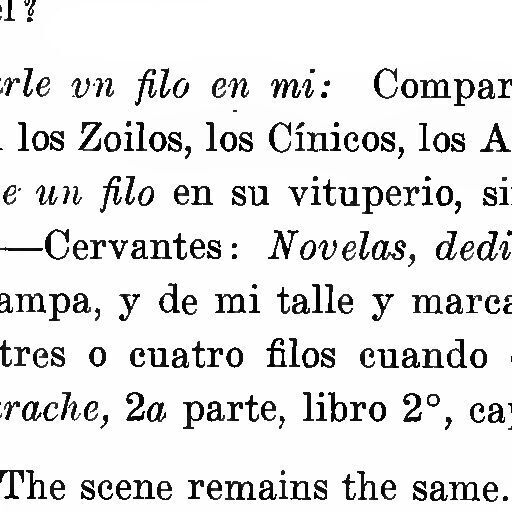 el?
rle vn filo en mi: Compar
los Zoilos, los Cínicos, los A
e un filo en su vituperio, si
—Cervantes: Novelas, dedi
ampa, y de mi talle y marca
tres o cuatro filos cuando
rache, 2a parte, libro 2°, cap
The scene remains the same.